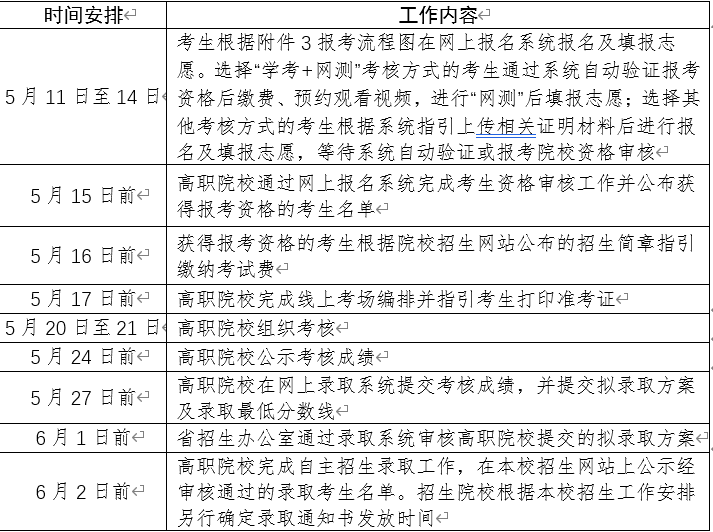 时间安排 工作内容
考生根据附件3报考流程图在网上报名系统报名及填报志
愿。选择“学考+网测”考核方式的考生通过系统自动验证报考
5月11日至14日 资格后缴费、预约观看视频，进行“网测”后填报志愿；选择其
他考核方式的考生根据系统指引上传相关证明材料后进行报
名及填报志愿，等待系统自动验证或报考院校资格审核
5月15日前 高职院校通过网上报名系统完成考生资格审核工作并公布获
得报考资格的考生名单
5月16日前 获得报考资格的考生根据院校招生网站公布的招生简章指引
缴纳考试费
5月17日前 高职院校完成线上考场编排并指引考生打印准考证
5月20日至21日 高职院校组织考核
5月24日前 高职院校公示考核成绩
5月27日前 高职院校在网上录取系统提交考核成绩，并提交拟录取方案
及录取最低分数线
6月1日前 省招生办公室通过录取系统审核高职院校提交的拟录取方案
高职院校完成自主招生录取工作，在本校招生网站上公示经
6月2日前 审核通过的录取考生名单。招生院校根据本校招生工作安排
另行确定录取通知书发放时间